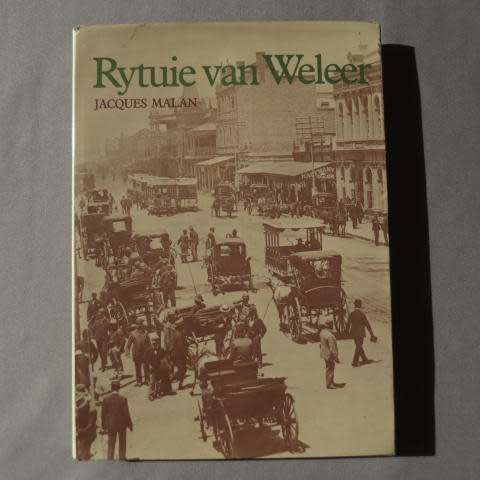 Rytuie van Weleer
JACQUES MALAN